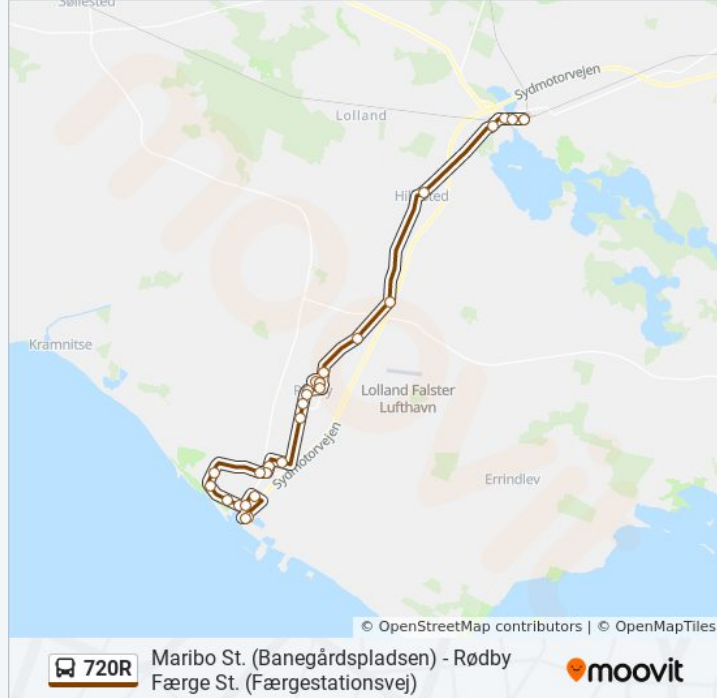 Søllested
Sydmotorvejen
Lolland
Kramnitse
Lolland Falster
Lufthavn
Sydmotorvejen
Errindlev
© OpenStreetMap contributors | © OpenMapTiles
720R
Maribo St. (Banegårdspladsen) - Rødby
Færge St. (Færgestationsvej)
moovit
moovit